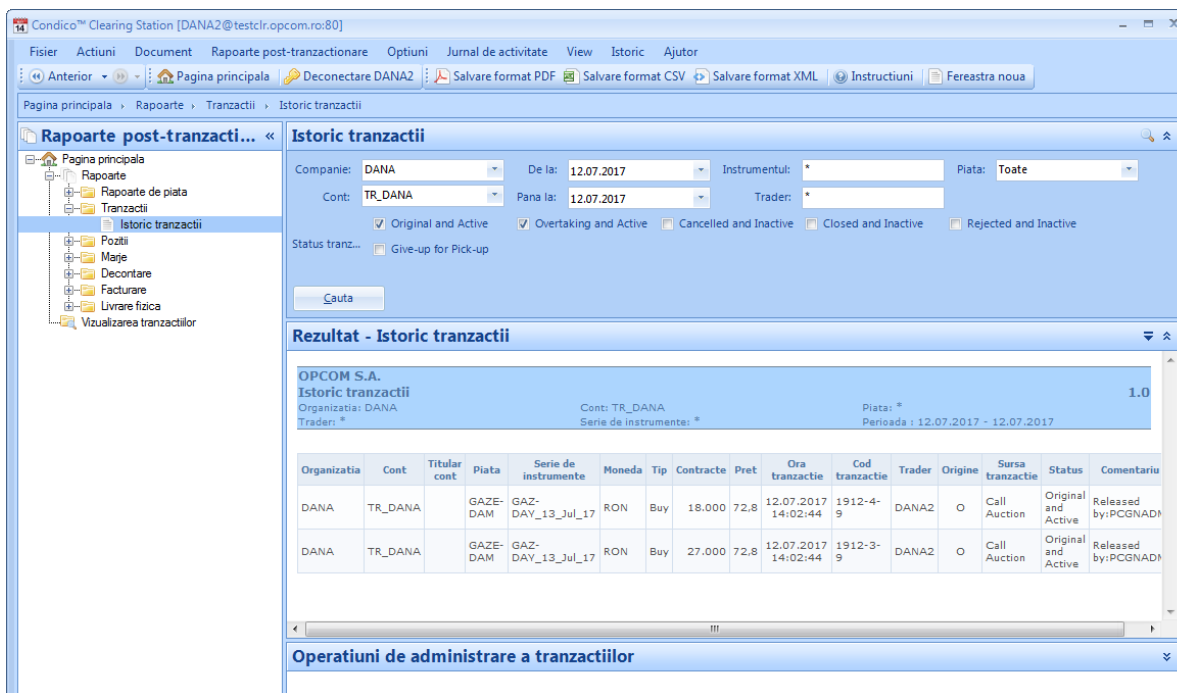 Condico™ Clearing Station [DANA2@testclr.opcom.ro:80]
Fisier Actiuni Document Rapoarte post-tranzactionare Optiuni Jurnal de activitate View Istoric Ajutor
Anterior Pagina principala Deconectare DANA2 Salvare format PDF Salvare format CSV Salvare format XML Instructiuni Fereastra noua
Pagina principala › Rapoarte › Tranzactii › Istoric tranzactii
Rapoarte post-tranzacti... «
Pagina principala
Rapoarte
Rapoarte de piata
Tranzactii
Istoric tranzactii
Pozitii
Marje
Decontare
Facturare
Livrare fizica
Vizualizarea tranzactiilor
Istoric tranzactii
Companie: DANA De la: 12.07.2017 Instrumentul: * Piata: Toate
Cont: TR_DANA Pana la: 12.07.2017 Trader: *
Original and Active Overtaking and Active Cancelled and Inactive Closed and Inactive Rejected and Inactive
Status tranz... Give-up for Pick-up
Cauta
Rezultat - Istoric tranzactii
OPCOM S.A.
Istoric tranzactii 1.0
Organizatia: DANA Cont: TR_DANA Piata: *
Trader: * Serie de instrumente: * Perioada : 12.07.2017 - 12.07.2017
Organizatia Cont Titular cont Piata Serie de instrumente Moneda Tip Contracte Pret Ora tranzactie Cod tranzactie Trader Origine Sursa tranzactie Status Comentariu
DANA TR_DANA GAZE-DAM GAZ-DAY_13_Jul_17 RON Buy 18.000 72,8 12.07.2017 14:02:44 1912-4-9 DANA2 O Call Auction Original and Active Released by:PCGNADM
DANA TR_DANA GAZE-DAM GAZ-DAY_13_Jul_17 RON Buy 27.000 72,8 12.07.2017 14:02:44 1912-3-9 DANA2 O Call Auction Original and Active Released by:PCGNADM
Operatiuni de administrare a tranzactiilor